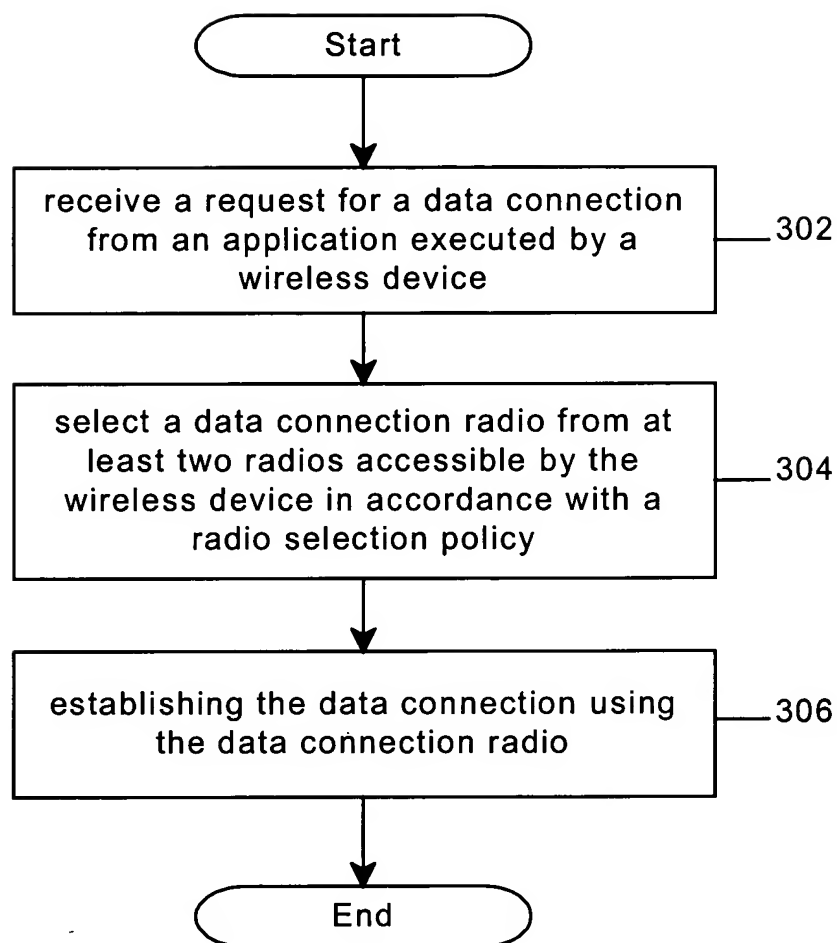 Start
receive a request for a data connection
from an application executed by a
wireless device
302
select a data connection radio from at
least two radios accessible by the
wireless device in accordance with a
radio selection policy
304
establishing the data connection using
the data connection radio
306
End